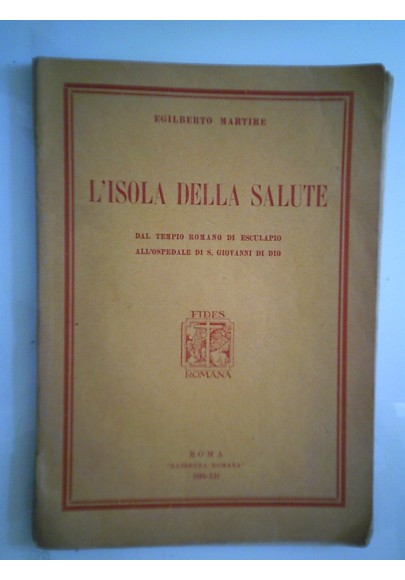 EGILBERTO MARTIRE
L'ISOLA DELLA SALUTE
DAL TEMPIO ROMANO DI ESCULAPIO
ALL'OSPEDALE DI S. GIOVANNI DI DIO
FIDES
ROMANA
ROMA
"RASSEGNA ROMANA"